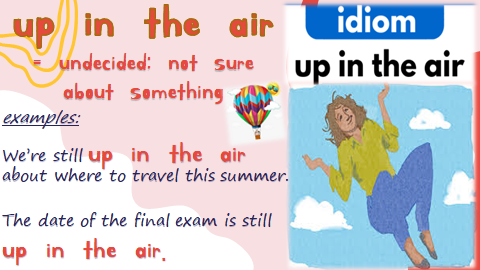 up in the air
= undecided; not sure
about something
examples:
We're still up in the air
about where to travel this summer.
The date of the final exam is still
up in the air.
idiom
up in the air